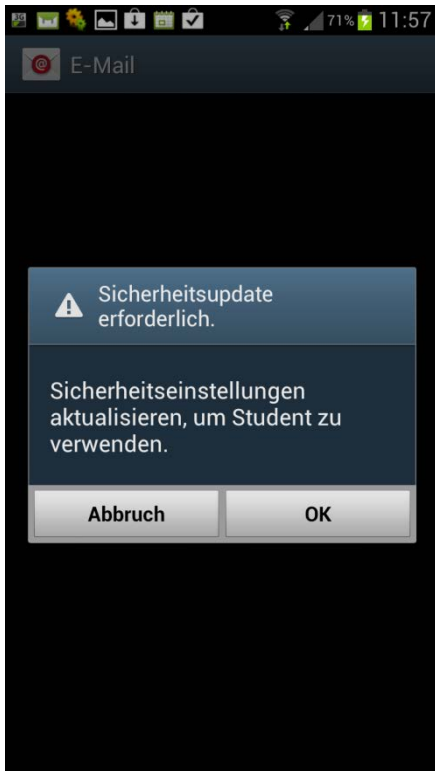 71% 11:57
E-Mail
Sicherheitsupdate
erforderlich.
Sicherheitseinstellungen
aktualisieren, um Student zu
verwenden.
Abbruch OK